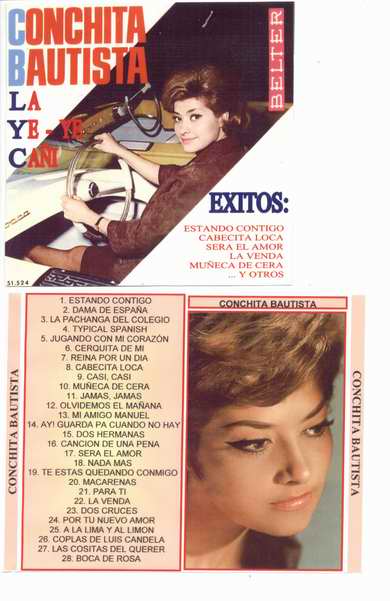 CONCHITA
BAUTISTA
LA
YE - YE
CAÑI
BELTER
EXITOS:
ESTANDO CONTIGO
CABECITA LOCA
SERA EL AMOR
LA VENDA
MUÑECA DE CERA
... Y OTROS
51.524
CONCHITA BAUTISTA
1. ESTANDO CONTIGO
2. DAMA DE ESPAÑA
3. LA PACHANGA DEL COLEGIO
4. TYPICAL SPANISH
5. JUGANDO CON MI CORAZÓN
6. CERQUITA DE MI
7. REINA POR UN DIA
8. CABECITA LOCA
9. CASI, CASI
10. MUÑECA DE CERA
11. JAMAS, JAMAS
12. OLVIDEMOS EL MAÑANA
13. MI AMIGO MANUEL
14. AY! GUARDA PA CUANDO NO HAY
15. DOS HERMANAS
16. CANCION DE UNA PENA
17. SERA EL AMOR
18. NADA MAS
19. TE ESTAS QUEDANDO CONMIGO
20. MACARENAS
21. PARA TI
22. LA VENDA
23. DOS CRUCES
24. POR TU NUEVO AMOR
25. A LA LIMA Y AL LIMON
26. COPLAS DE LUIS CANDELA
27. LAS COSITAS DEL QUERER
28. BOCA DE ROSA
CONCHITA BAUTISTA
CONCHITA BAUTISTA